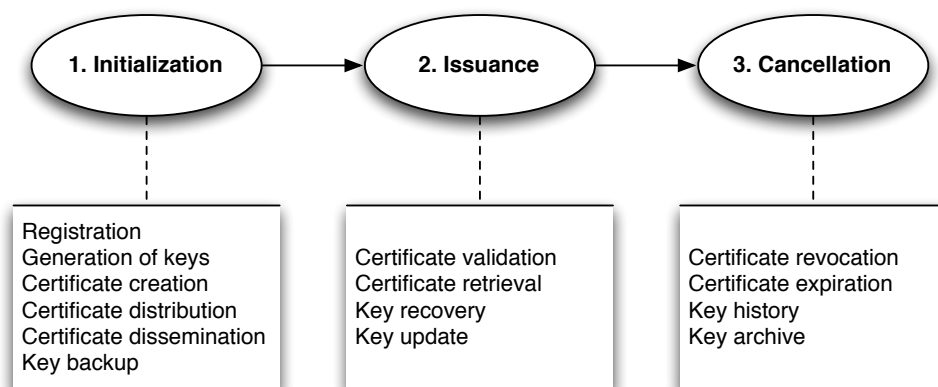 1. Initialization
2. Issuance
3. Cancellation
Registration
Generation of keys
Certificate creation
Certificate distribution
Certificate dissemination
Key backup
Certificate validation
Certificate retrieval
Key recovery
Key update
Certificate revocation
Certificate expiration
Key history
Key archive